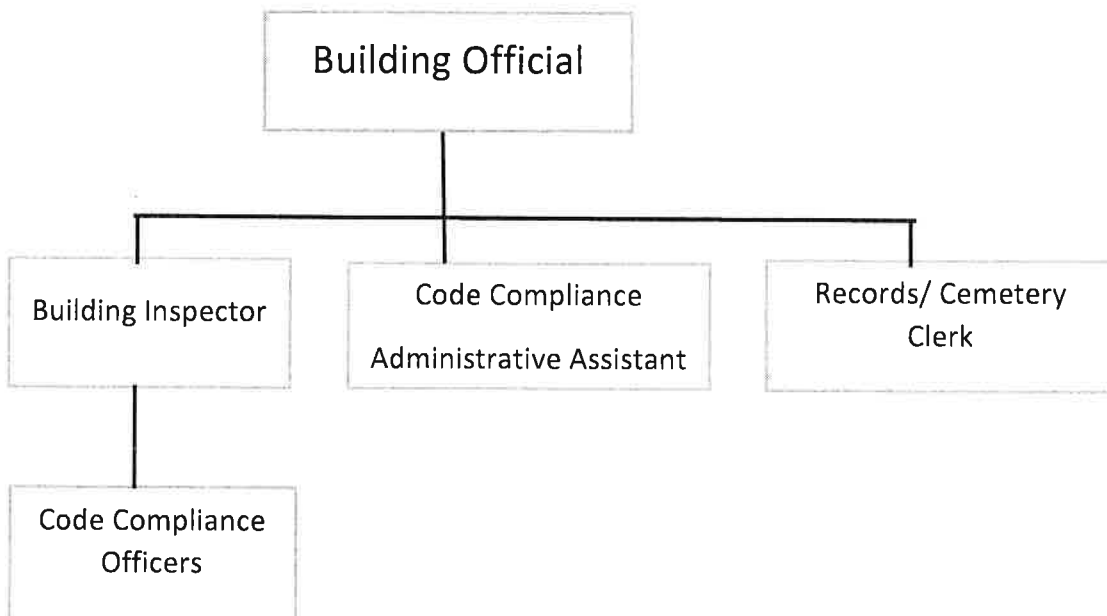 Building Official
Building Inspector
Code Compliance
Administrative Assistant
Records/ Cemetery
Clerk
Code Compliance
Officers